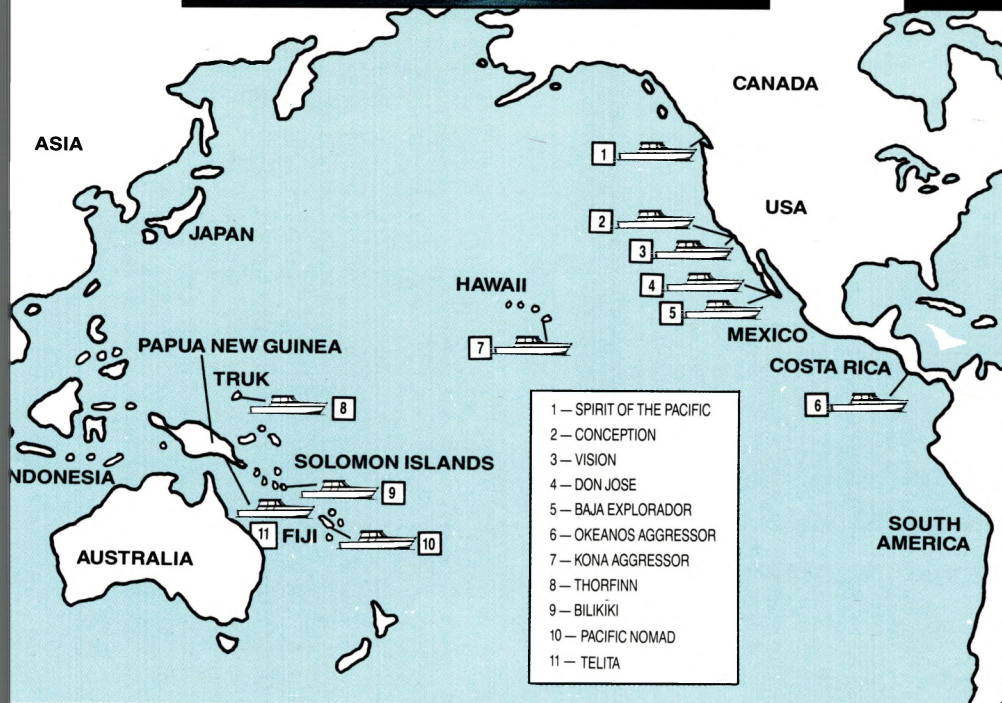 CANADA
ASIA
1
USA
2
JAPAN
3
4
HAWAII
5
MEXICO
7
PAPUA NEW GUINEA
COSTA RICA
TRUK
6
8
SOLOMON ISLANDS
NDONESIA
9
11
FIJI
10
AUSTRALIA
SOUTH
AMERICA
1 — SPIRIT OF THE PACIFIC
2 — CONCEPTION
3 — VISION
4 — DON JOSE
5 — BAJA EXPLORADOR
6 — OKEANOS AGGRESSOR
7 — KONA AGGRESSOR
8 — THORFINN
9 — BILIKIKI
10 — PACIFIC NOMAD
11 — TELITA